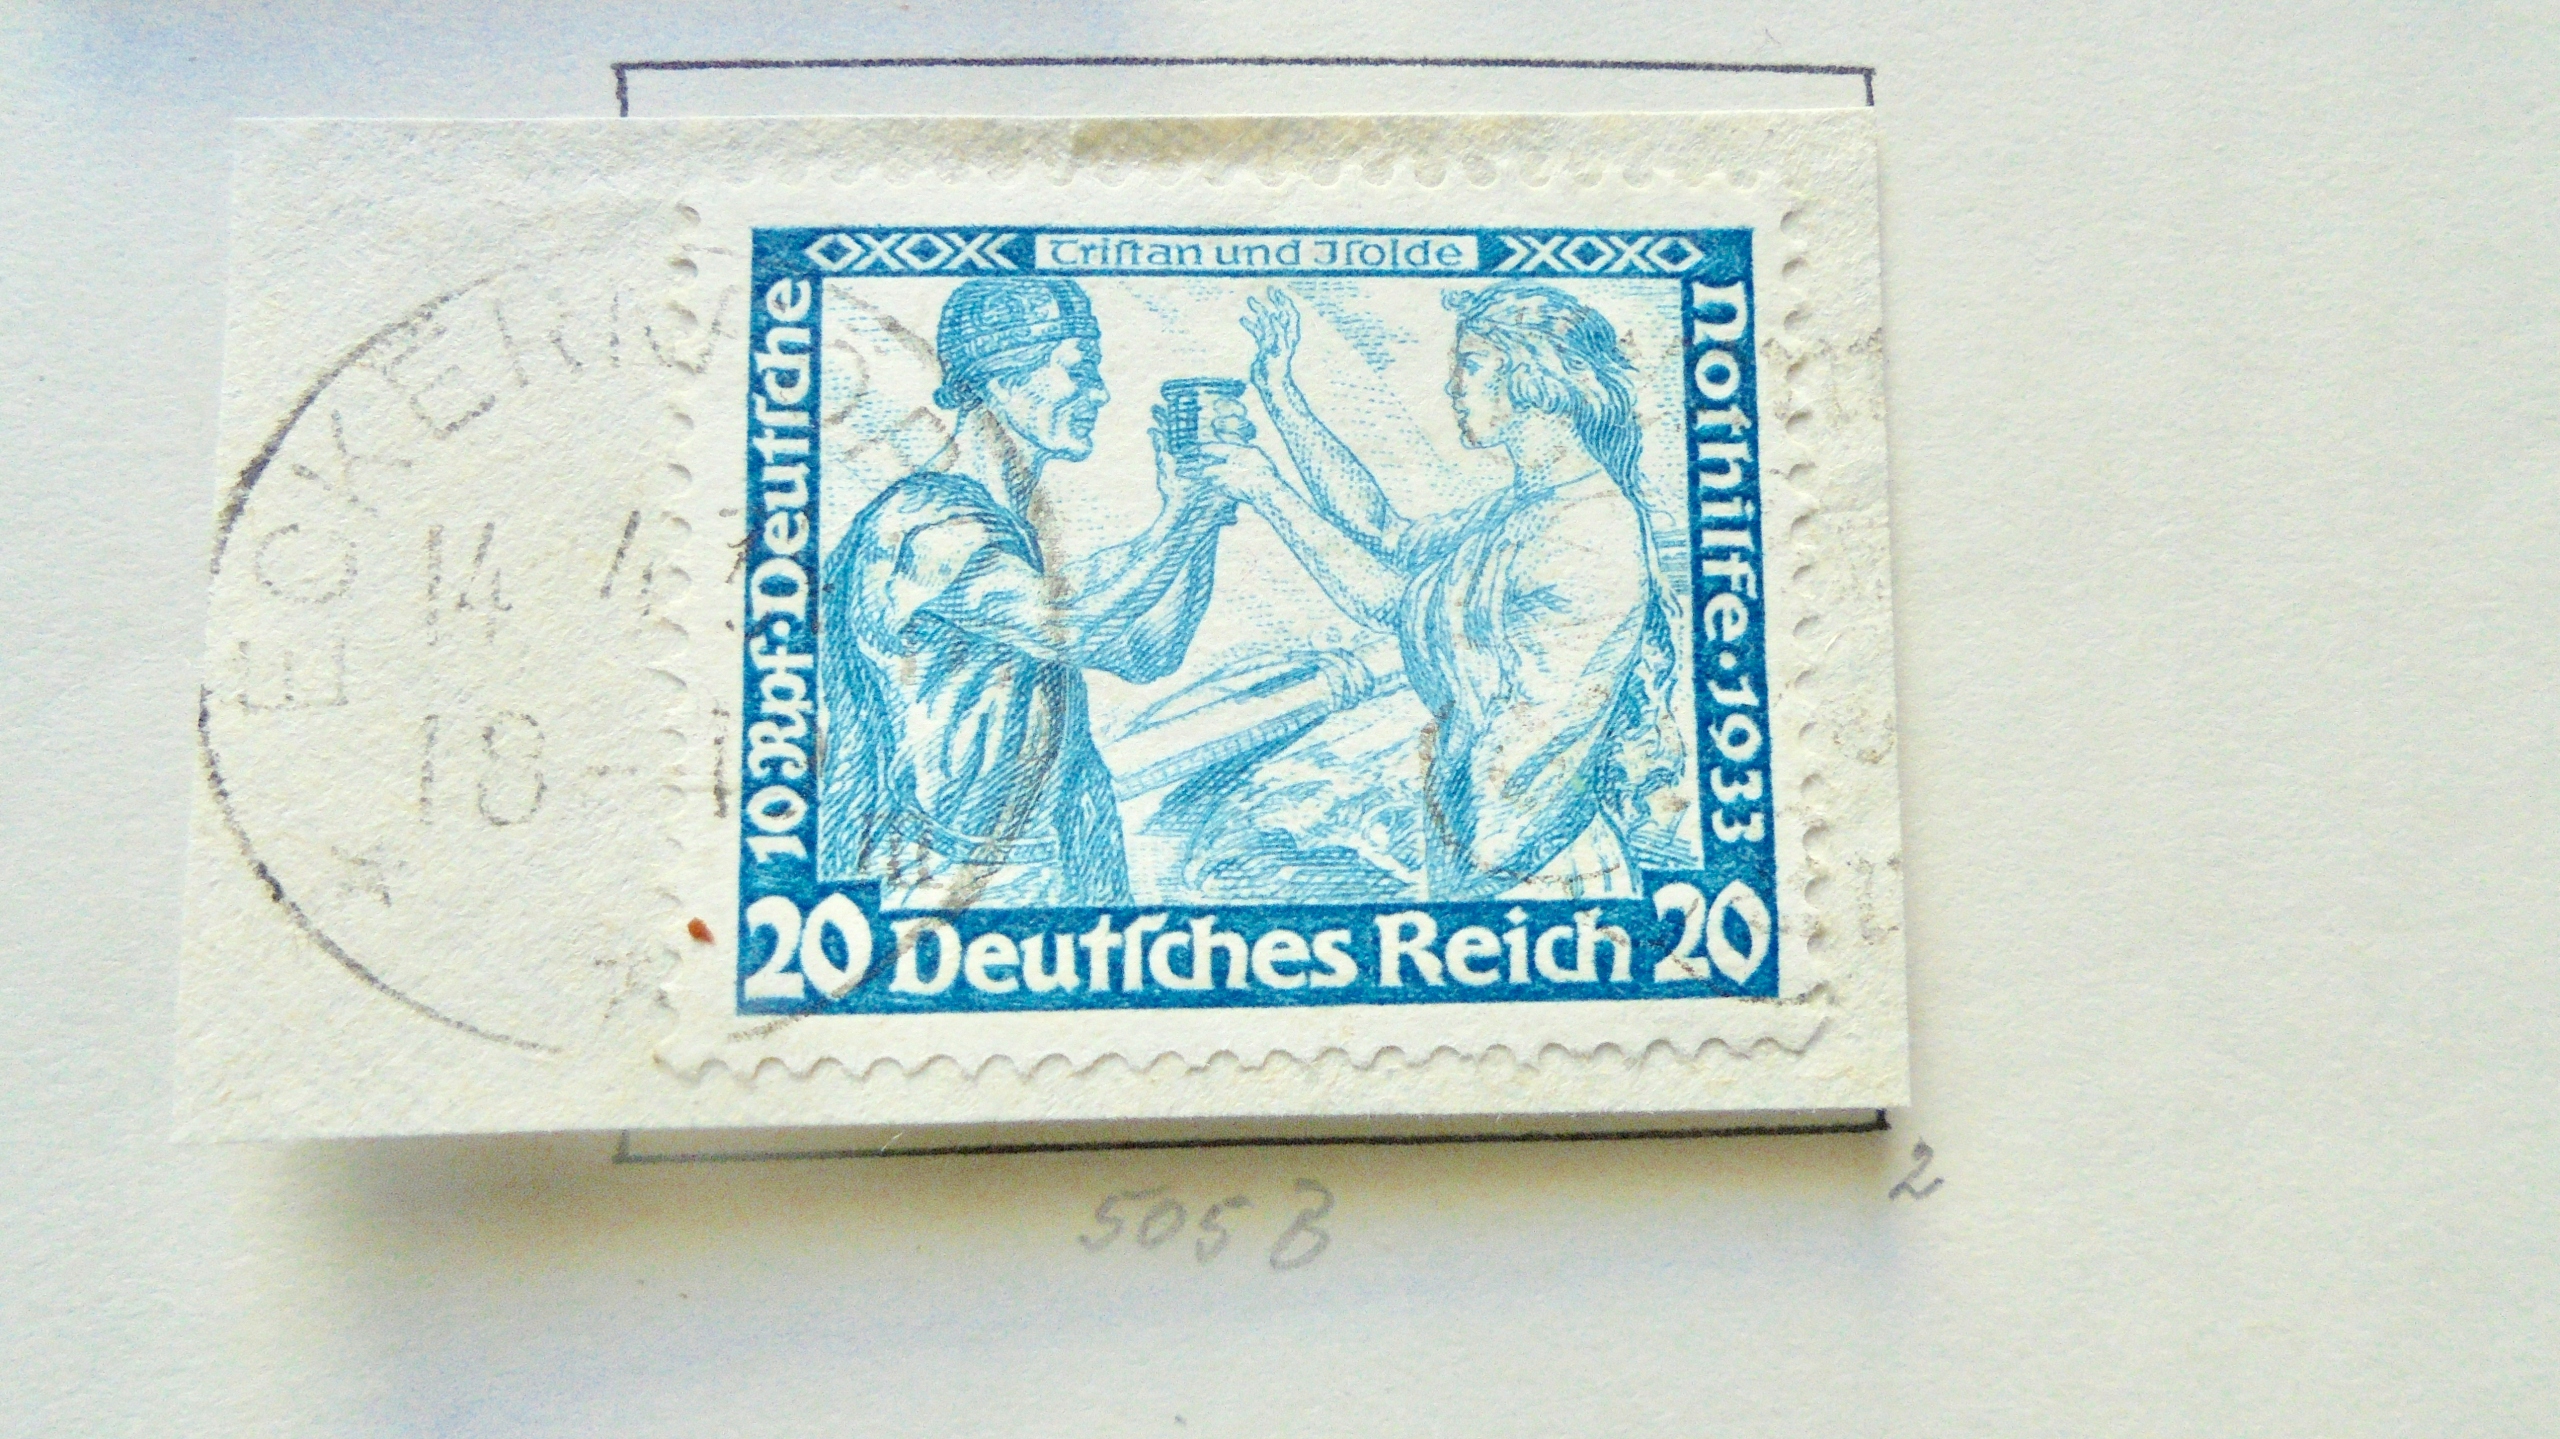 Triſtan und Iſolde
10 Rpf. Deutſche
Nothilfe. 1933
20 Deutſches Reich 20
14
18
505 B
2